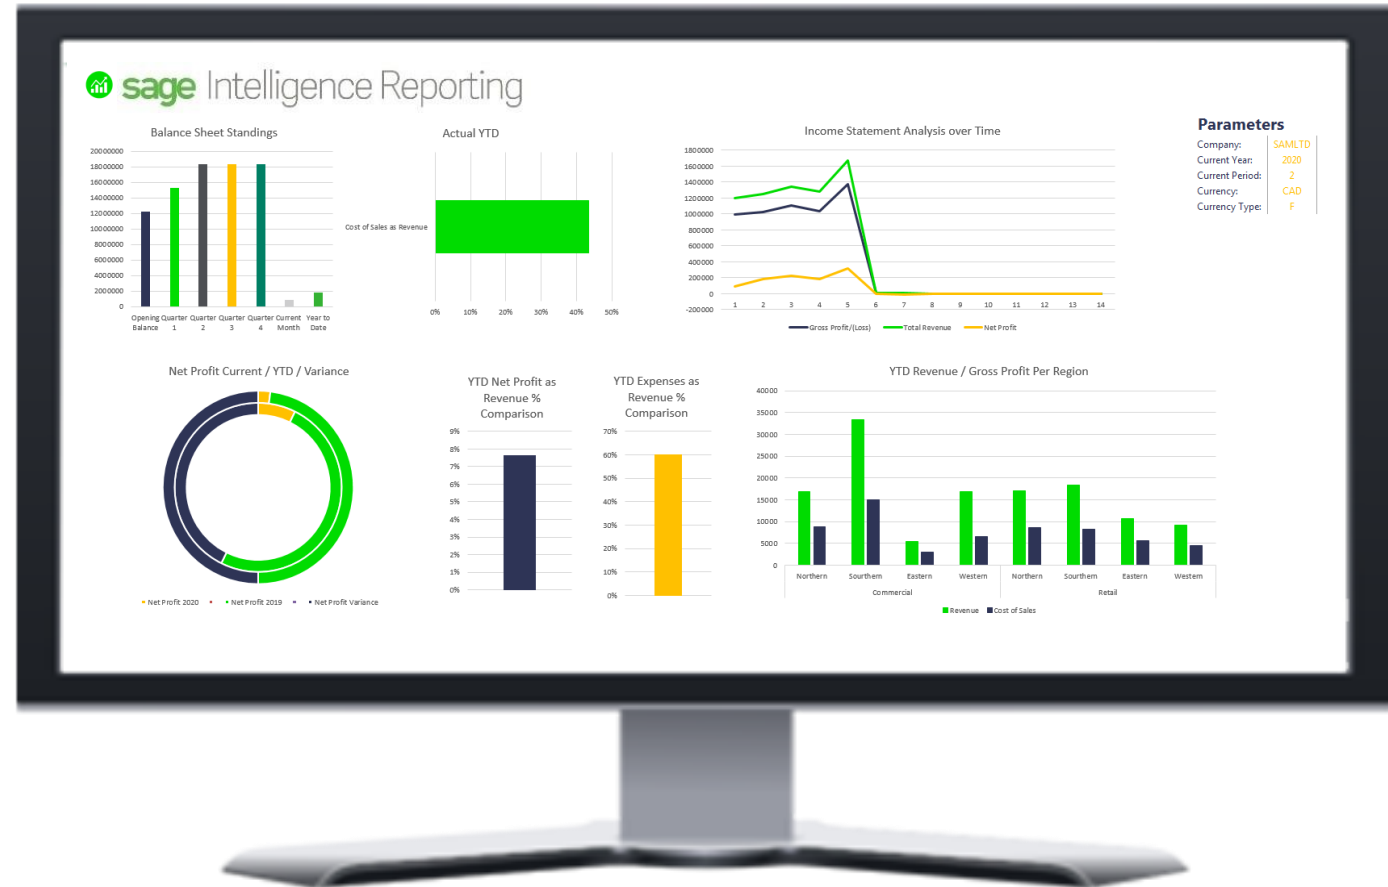 sage Intelligence Reporting
Balance Sheet Standings
20000000
18000000
16000000
14000000
12000000
10000000
8000000
6000000
4000000
2000000
0
Opening Balance
Quarter 1
Quarter 2
Quarter 3
Quarter 4
Current Month
Year to Date
Actual YTD
Cost of Sales as Revenue
0% 10% 20% 30% 40% 50%
Income Statement Analysis over Time
1800000
1600000
1400000
1200000
1000000
800000
600000
400000
200000
0
-200000
1 2 3 4 5 6 7 8 9 10 11 12 13 14
Gross Profit/(Loss) Total Revenue Net Profit
Parameters
Company: SAMLTD
Current Year: 2020
Current Period: 2
Currency: CAD
Currency Type: F
Net Profit Current / YTD / Variance
Net Profit 2020 Net Profit 2019 Net Profit Variance
YTD Net Profit as
Revenue %
Comparison
9%
8%
7%
6%
5%
4%
3%
2%
1%
0%
YTD Expenses as
Revenue %
Comparison
70%
60%
50%
40%
30%
20%
10%
0%
YTD Revenue / Gross Profit Per Region
40000
35000
30000
25000
20000
15000
10000
5000
0
Northern Sourthern Eastern Western Northern Sourthern Eastern Western
Commercial Retail
Revenue Cost of Sales